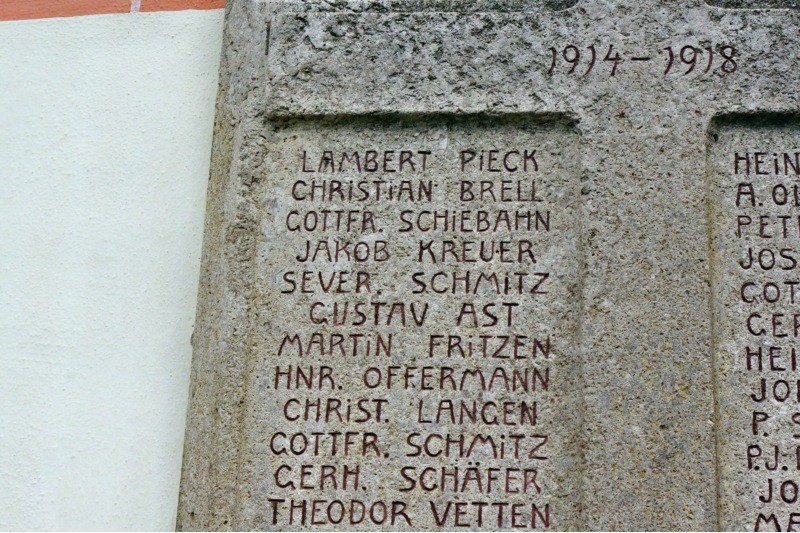 1914–1918
LAMBERT PIECK
CHRISTIAN BRELL
GOTTFR. SCHIEBAHN
JAKOB KREUER
SEVER. SCHMITZ
GUSTAV AST
MARTIN FRITZEN
HNR. OFFERMANN
CHRIST. LANGEN
GOTTFR. SCHMITZ
GERH. SCHÄFER
THEODOR VETTEN
A.
P.
P.J.